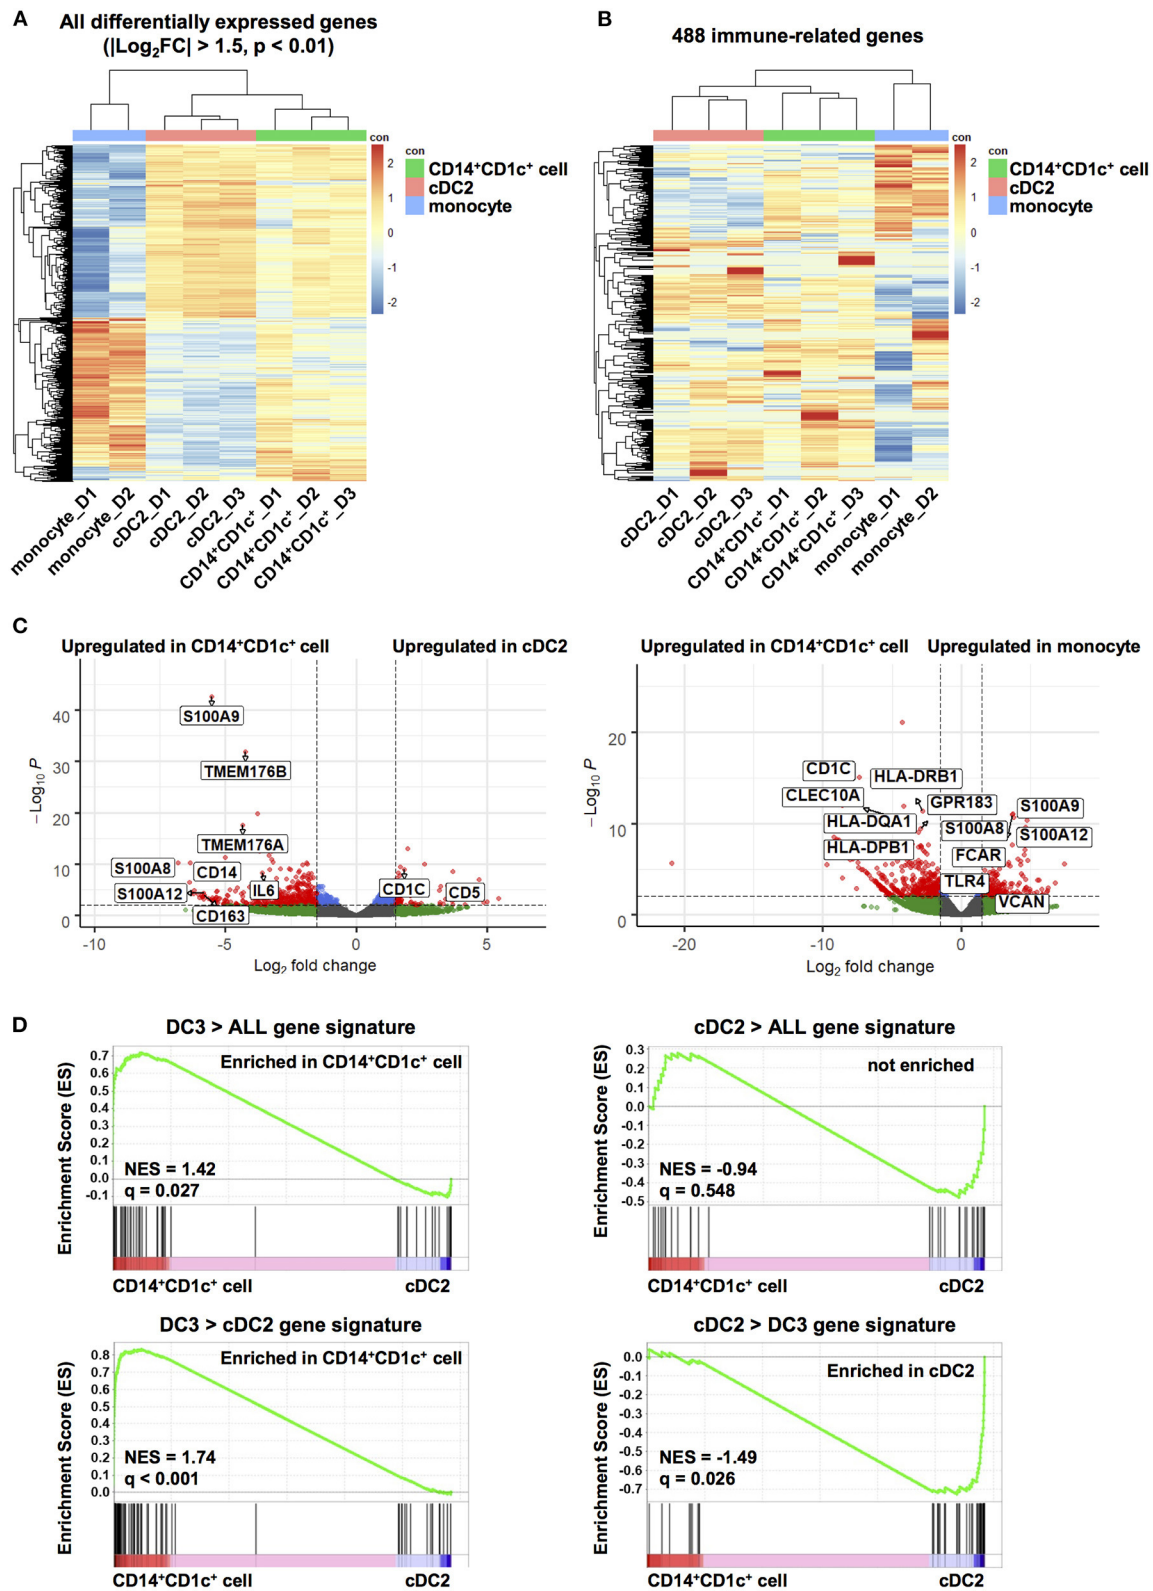 A
All differentially expressed genes
(|Log₂FC| > 1.5, p < 0.01)
con
2
1
0
-1
-2
CD14⁺CD1c⁺ cell
cDC2
monocyte
monocyte_D1
monocyte_D2
cDC2_D1
cDC2_D2
cDC2_D3
CD14⁺CD1c⁺_D1
CD14⁺CD1c⁺_D2
CD14⁺CD1c⁺_D3
B
488 immune-related genes
con
2
1
0
-1
-2
CD14⁺CD1c⁺ cell
cDC2
monocyte
cDC2_D1
cDC2_D2
cDC2_D3
CD14⁺CD1c⁺_D1
CD14⁺CD1c⁺_D2
CD14⁺CD1c⁺_D3
monocyte_D1
monocyte_D2
C
Upregulated in CD14⁺CD1c⁺ cell
Upregulated in cDC2
−Log₁₀ P
40
30
20
10
0
S100A9
TMEM176B
TMEM176A
S100A8
CD14
S100A12
IL6
CD163
CD1C
CD5
-10
-5
0
5
Log₂ fold change
Upregulated in CD14⁺CD1c⁺ cell
Upregulated in monocyte
−Log₁₀ P
20
10
0
CD1C
HLA-DRB1
CLEC10A
GPR183
S100A9
HLA-DQA1
S100A8
S100A12
HLA-DPB1
FCAR
TLR4
VCAN
-20
-10
0
Log₂ fold change
D
DC3 > ALL gene signature
Enriched in CD14⁺CD1c⁺ cell
Enrichment Score (ES)
0.7
0.6
0.5
0.4
0.3
0.2
0.1
0.0
-0.1
NES = 1.42
q = 0.027
CD14⁺CD1c⁺ cell
cDC2
cDC2 > ALL gene signature
not enriched
Enrichment Score (ES)
0.3
0.2
0.1
0.0
-0.1
-0.2
-0.3
-0.4
-0.5
NES = -0.94
q = 0.548
CD14⁺CD1c⁺ cell
cDC2
DC3 > cDC2 gene signature
Enriched in CD14⁺CD1c⁺ cell
Enrichment Score (ES)
0.8
0.7
0.6
0.5
0.4
0.3
0.2
0.1
0.0
NES = 1.74
q < 0.001
CD14⁺CD1c⁺ cell
cDC2
cDC2 > DC3 gene signature
Enriched in cDC2
Enrichment Score (ES)
0.0
-0.1
-0.2
-0.3
-0.4
-0.5
-0.6
-0.7
NES = -1.49
q = 0.026
CD14⁺CD1c⁺ cell
cDC2